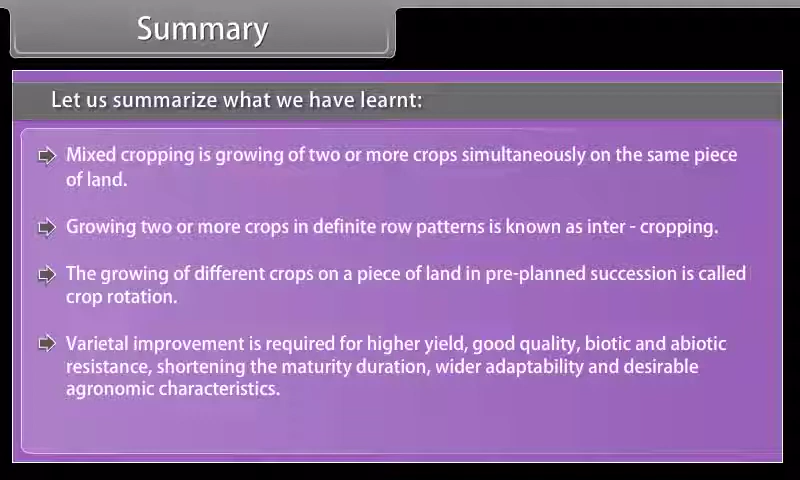 Summary
Let us summarize what we have learnt:
Mixed cropping is growing of two or more crops simultaneously on the same piece
of land.
Growing two or more crops in definite row patterns is known as inter - cropping.
The growing of different crops on a piece of land in pre-planned succession is called
crop rotation.
Varietal improvement is required for higher yield, good quality, biotic and abiotic
resistance, shortening the maturity duration, wider adaptability and desirable
agronomic characteristics.